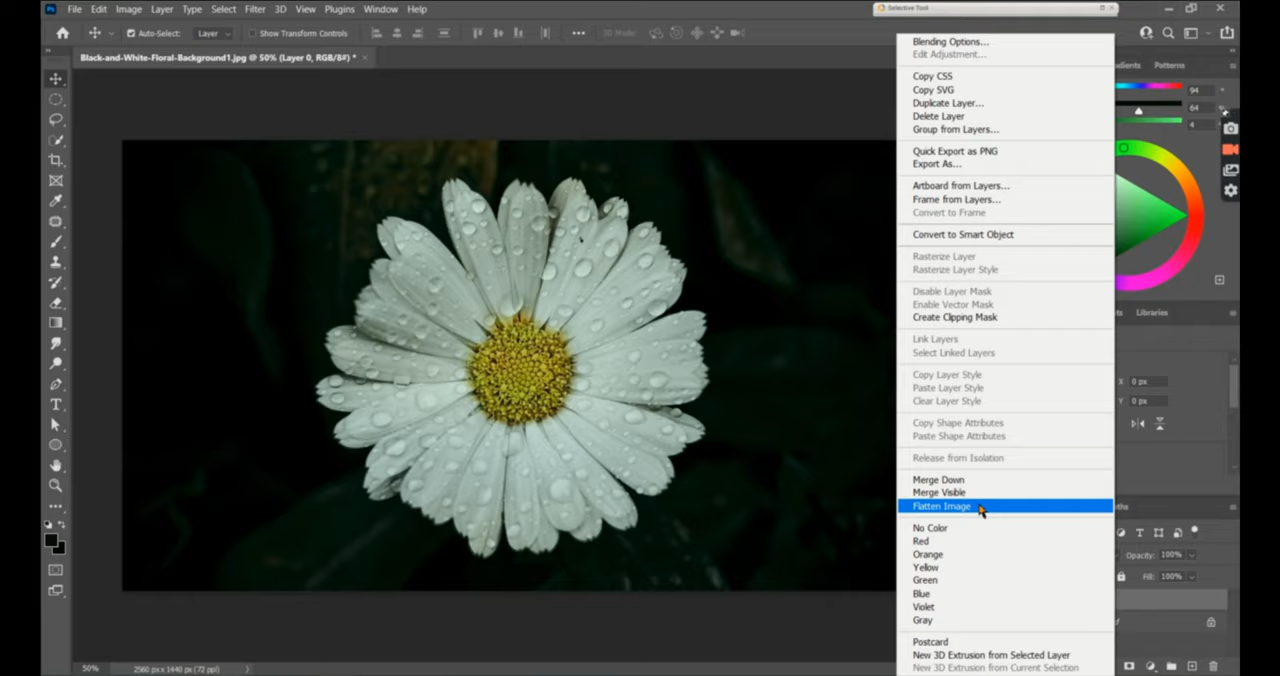 File Edit Image Layer Type Select Filter 3D View Plugins Window Help
Selective Tool
Auto-Select: Layer Show Transform Controls 3D Mode:
Black-and-White-Floral-Background1.jpg @ 50% (Layer 0, RGB/8#) *
Blending Options...
Edit Adjustment...
Copy CSS
Copy SVG
Duplicate Layer...
Delete Layer
Group from Layers...
Quick Export as PNG
Export As...
Artboard from Layers...
Frame from Layers...
Convert to Frame
Convert to Smart Object
Rasterize Layer
Rasterize Layer Style
Disable Layer Mask
Enable Vector Mask
Create Clipping Mask
Link Layers
Select Linked Layers
Copy Layer Style
Paste Layer Style
Clear Layer Style
Copy Shape Attributes
Paste Shape Attributes
Release from Isolation
Merge Down
Merge Visible
Flatten Image
No Color
Red
Orange
Yellow
Green
Blue
Violet
Gray
Postcard
New 3D Extrusion from Selected Layer
New 3D Extrusion from Current Selection
dients Patterns
94
64
4
ts Libraries
X 0 px
Y 0 px
ths
Opacity: 100%
Fill: 100%
50% 2560 px x 1440 px (72 ppi)